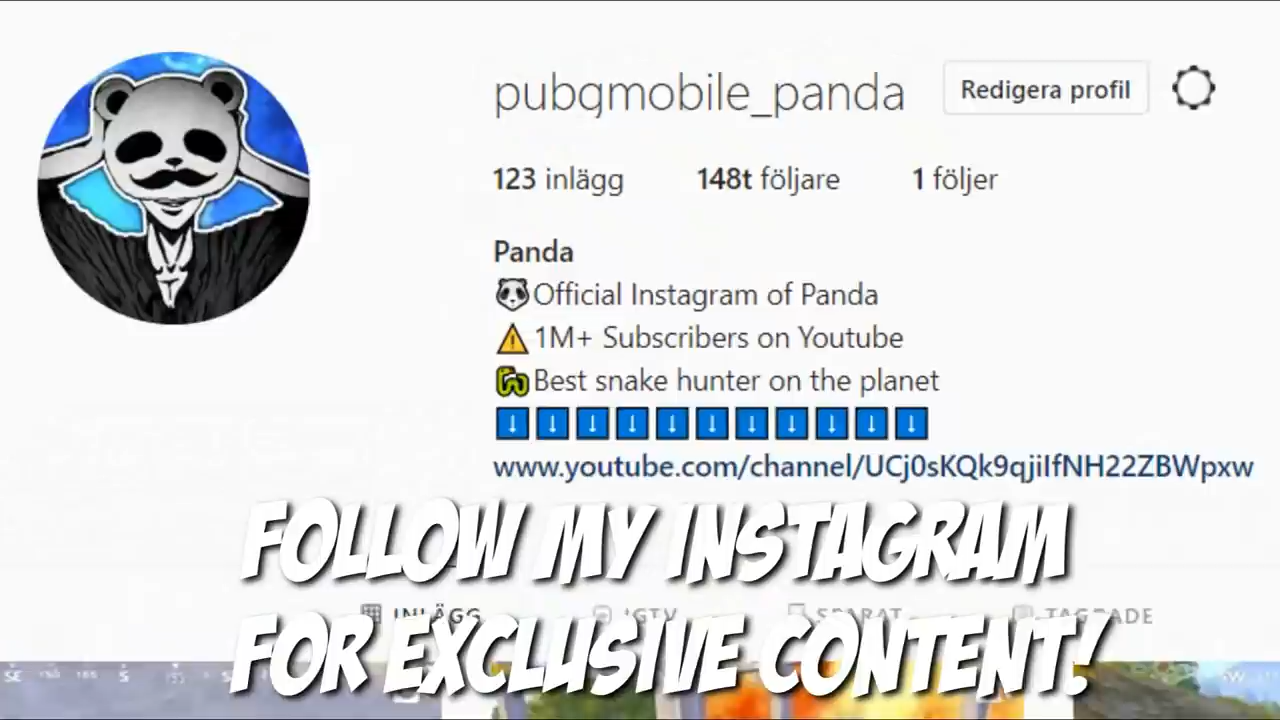 pubgmobile_panda
Redigera profil
123 inlägg
148t följare
1 följer
Panda
🐼Official Instagram of Panda
⚠️1M+ Subscribers on Youtube
🐍Best snake hunter on the planet
⬇️⬇️⬇️⬇️⬇️⬇️⬇️⬇️⬇️⬇️⬇️
www.youtube.com/channel/UCj0sKQk9qjiIfNH22ZBWpxw
FOLLOW MY INSTAGRAM
INLÄGG
IGTV
SPARAT
TAGGADE
FOR EXCLUSIVE CONTENT!
SE
S